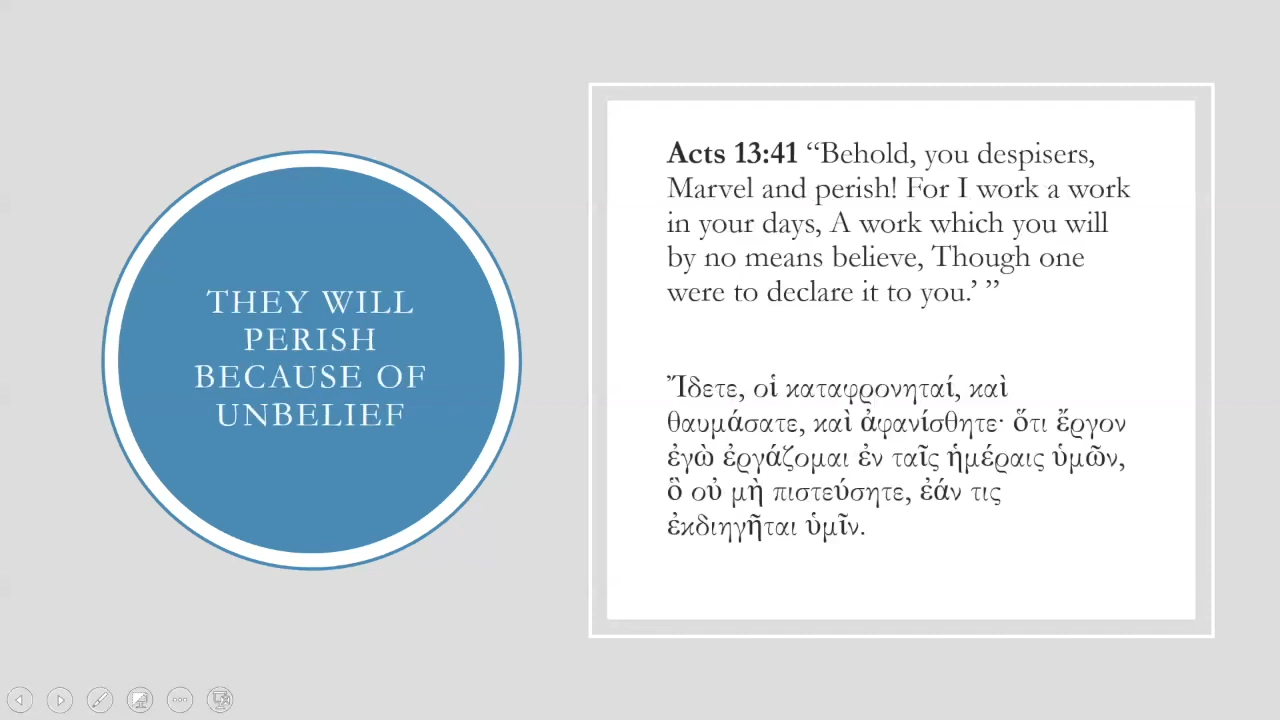 THEY WILL
PERISH
BECAUSE OF
UNBELIEF
Acts 13:41 “Behold, you despisers,
Marvel and perish! For I work a work
in your days, A work which you will
by no means believe, Though one
were to declare it to you.’ ”
Ἴδετε, οἱ καταφρονηταί, καὶ
θαυμάσατε, καὶ ἀφανίσθητε· ὅτι ἔργον
ἐγὼ ἐργάζομαι ἐν ταῖς ἡμέραις ὑμῶν,
ὃ οὐ μὴ πιστεύσητε, ἐάν τις
ἐκδιηγῆται ὑμῖν.